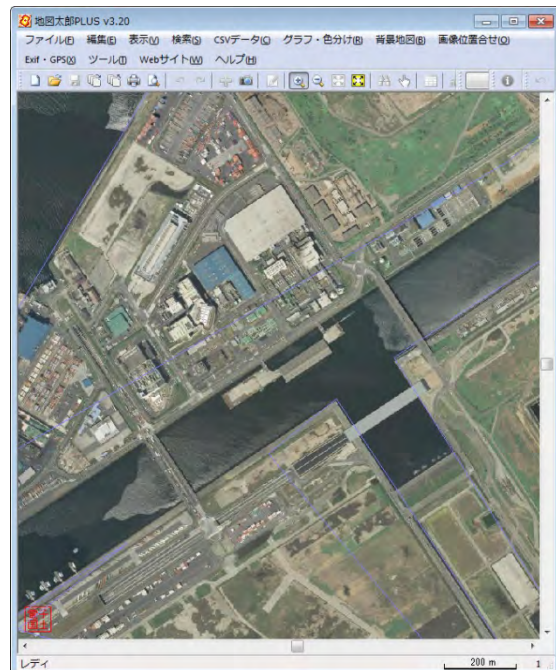 地図太郎PLUS v3.20
ファイル(F) 編集(E) 表示(V) 検索(S) CSVデータ(C) グラフ・色分け(R) 背景地図(B) 画像位置合せ(O)
Exif・GPS(X) ツール(T) Webサイト(W) ヘルプ(H)
レディ 200 m 1